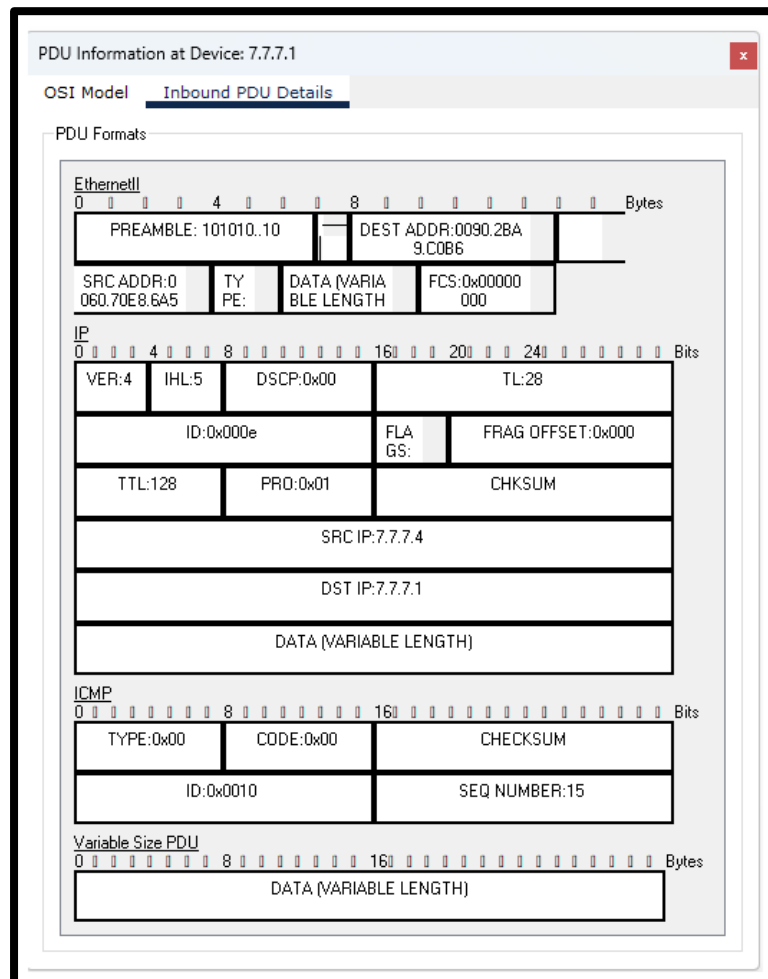 PDU Information at Device: 7.7.7.1
x
OSI Model Inbound PDU Details
PDU Formats
EthernetII
0 4 8 Bytes
PREAMBLE: 101010..10 DEST ADDR:0090.2BA
9.C0B6
SRC ADDR:0 TY DATA (VARIA FCS:0x00000
060.70E8.6A5 PE: BLE LENGTH 000
IP
0 4 8 16 20 24 Bits
VER:4 IHL:5 DSCP:0x00 TL:28
ID:0x000e FLA FRAG OFFSET:0x000
GS:
TTL:128 PRO:0x01 CHKSUM
SRC IP:7.7.7.4
DST IP:7.7.7.1
DATA (VARIABLE LENGTH)
ICMP
0 8 16 Bits
TYPE:0x00 CODE:0x00 CHECKSUM
ID:0x0010 SEQ NUMBER:15
Variable Size PDU
0 8 16 Bytes
DATA (VARIABLE LENGTH)